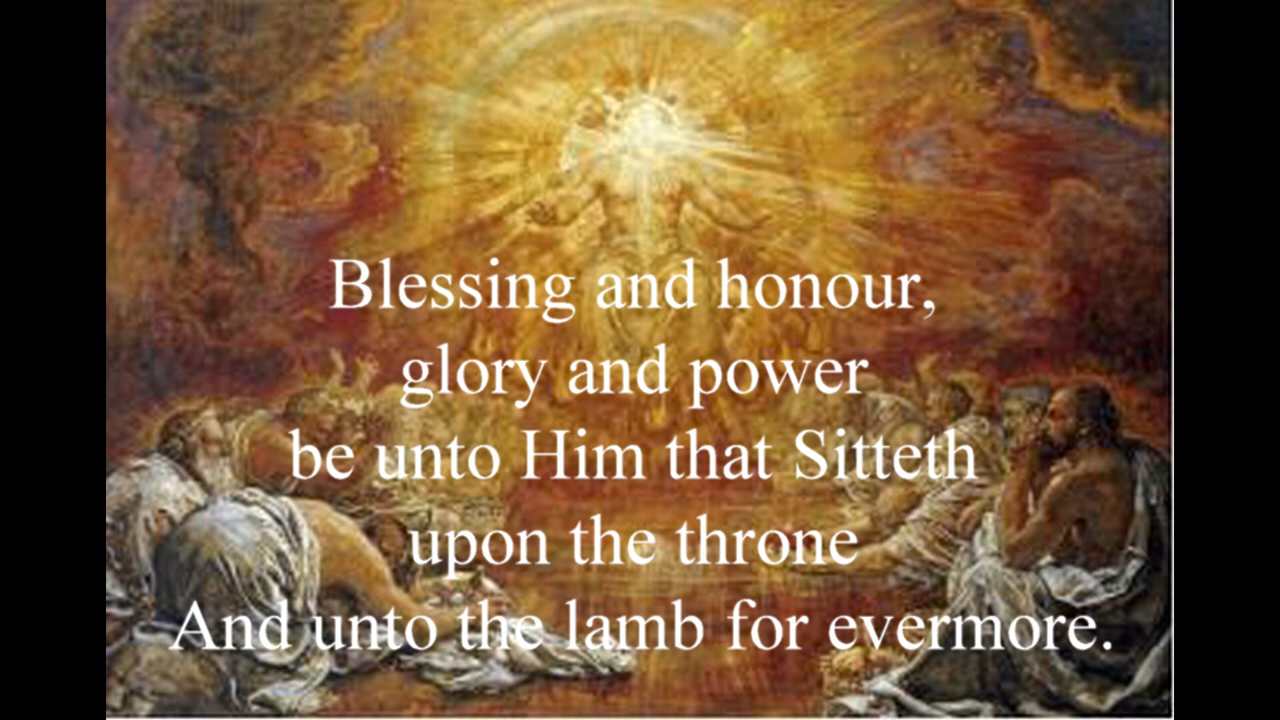 Blessing and honour,
glory and power
be unto Him that Sitteth
upon the throne
And unto the lamb for evermore.